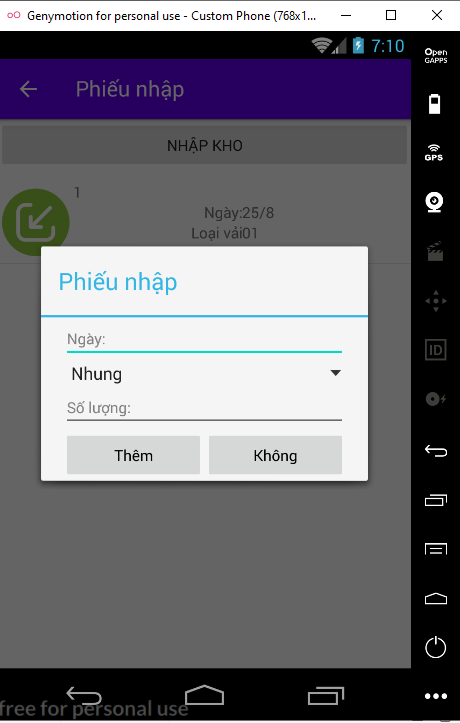 Genymotion for personal use - Custom Phone (768x1...
7:10
Open
GAPPS
Phiếu nhập
NHẬP KHO
GPS
1
Ngày:25/8
Loại vải01
Phiếu nhập
Ngày:
Nhung
Số lượng:
ID
Thêm
Không
free for personal use